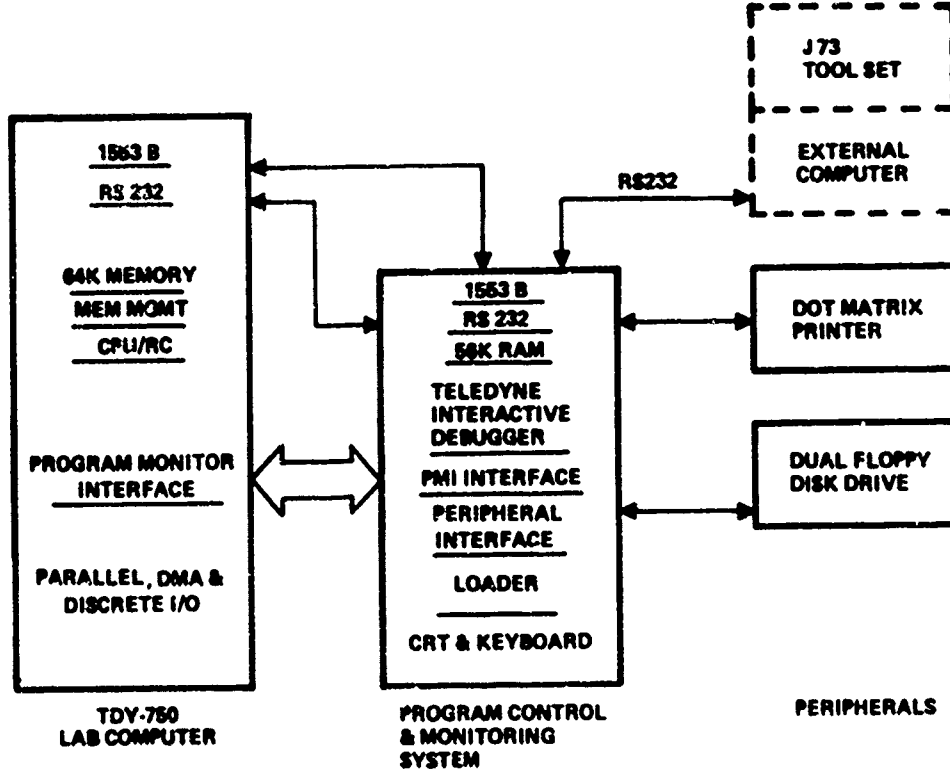 J73
TOOL SET
EXTERNAL
COMPUTER
1553 B
RS 232
64K MEMORY
MEM MGMT
CPU/RC
PROGRAM MONITOR
INTERFACE
PARALLEL, DMA &
DISCRETE I/O
TDY-750
LAB COMPUTER
RS232
1553 B
RS 232
56K RAM
TELEDYNE
INTERACTIVE
DEBUGGER
PMI INTERFACE
PERIPHERAL
INTERFACE
LOADER
CRT & KEYBOARD
PROGRAM CONTROL
& MONITORING
SYSTEM
DOT MATRIX
PRINTER
DUAL FLOPPY
DISK DRIVE
PERIPHERALS